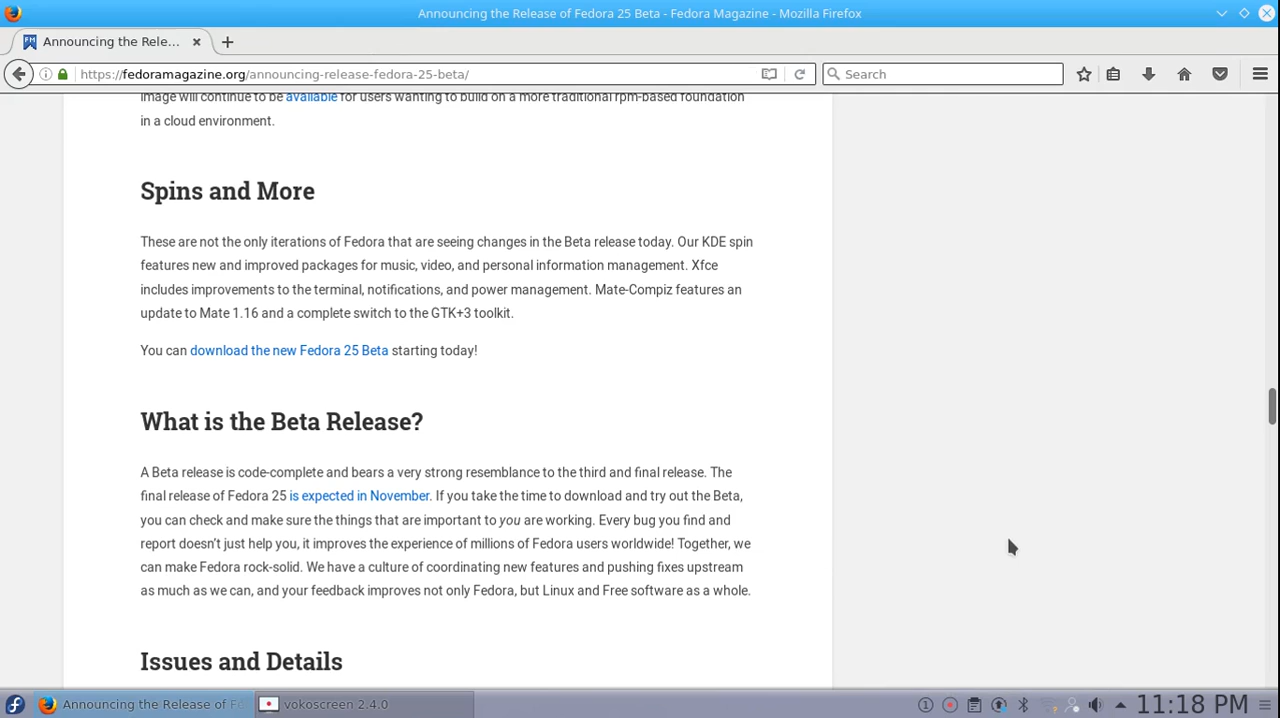 Announcing the Release of Fedora 25 Beta - Fedora Magazine - Mozilla Firefox
Announcing the Rele...
https://fedoramagazine.org/announcing-release-fedora-25-beta/
Search
image will continue to be available for users wanting to build on a more traditional rpm-based foundation
in a cloud environment.
Spins and More
These are not the only iterations of Fedora that are seeing changes in the Beta release today. Our KDE spin
features new and improved packages for music, video, and personal information management. Xfce
includes improvements to the terminal, notifications, and power management. Mate-Compiz features an
update to Mate 1.16 and a complete switch to the GTK+3 toolkit.
You can download the new Fedora 25 Beta starting today!
What is the Beta Release?
A Beta release is code-complete and bears a very strong resemblance to the third and final release. The
final release of Fedora 25 is expected in November. If you take the time to download and try out the Beta,
you can check and make sure the things that are important to you are working. Every bug you find and
report doesn't just help you, it improves the experience of millions of Fedora users worldwide! Together, we
can make Fedora rock-solid. We have a culture of coordinating new features and pushing fixes upstream
as much as we can, and your feedback improves not only Fedora, but Linux and Free software as a whole.
Issues and Details
Announcing the Release of Fe
vokoscreen 2.4.0
11:18 PM